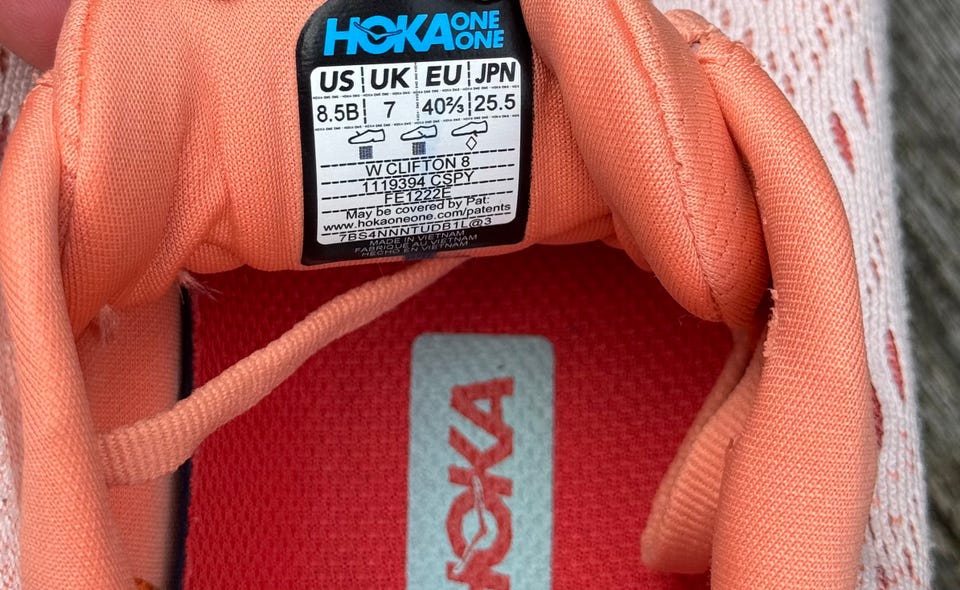 HOKA ONE ONE
US UK EU JPN
8.5B 7 40⅔ 25.5
W CLIFTON 8
1119394 CSPY
FE1222E
May be covered by Pat:
www.hokaoneone.com/patents
7BS4NNNTUDB1L@3
MADE IN VIETNAM
FABRIQUE AU VIETNAM
HECHO EN VIETNAM
HOKA